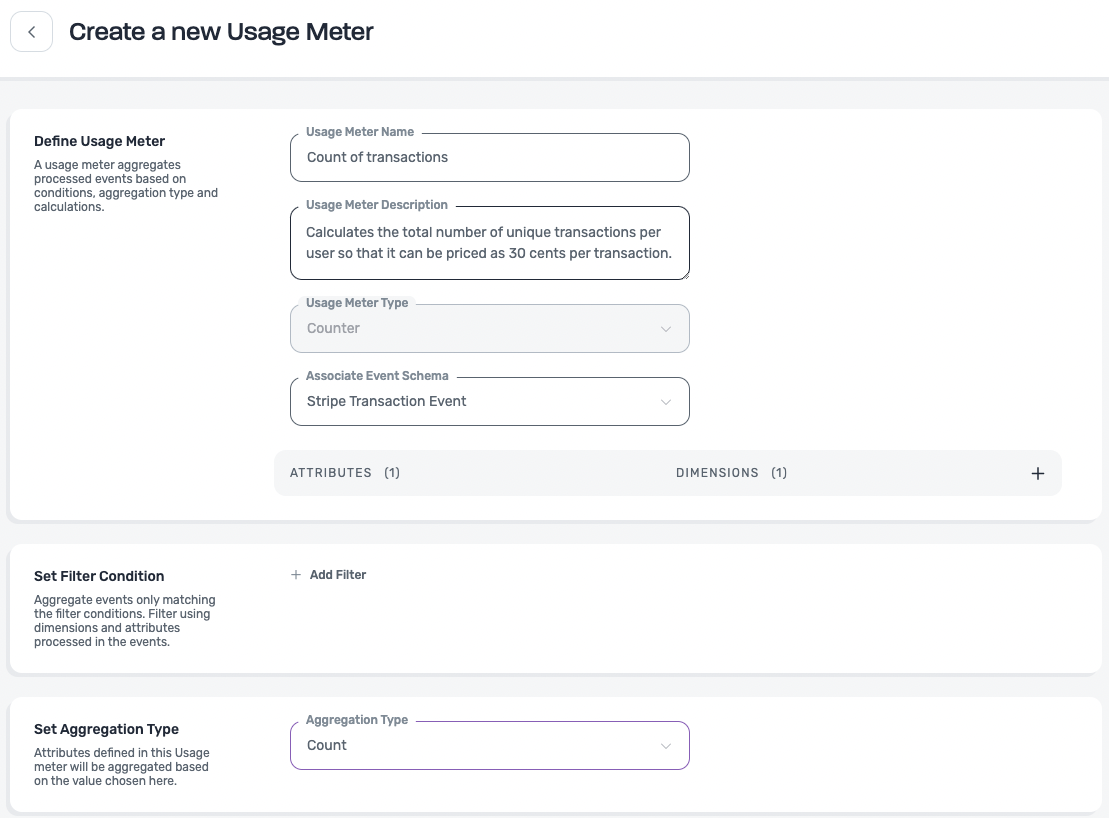 Create a new Usage Meter
Define Usage Meter
A usage meter aggregates
processed events based on
conditions, aggregation type and
calculations.
Usage Meter Name
Count of transactions
Usage Meter Description
Calculates the total number of unique transactions per
user so that it can be priced as 30 cents per transaction.
Usage Meter Type
Counter
Associate Event Schema
Stripe Transaction Event
ATTRIBUTES (1)
DIMENSIONS (1)
Set Filter Condition
Aggregate events only matching
the filter conditions. Filter using
dimensions and attributes
processed in the events.
Add Filter
Set Aggregation Type
Attributes defined in this Usage
meter will be aggregated based
on the value chosen here.
Aggregation Type
Count